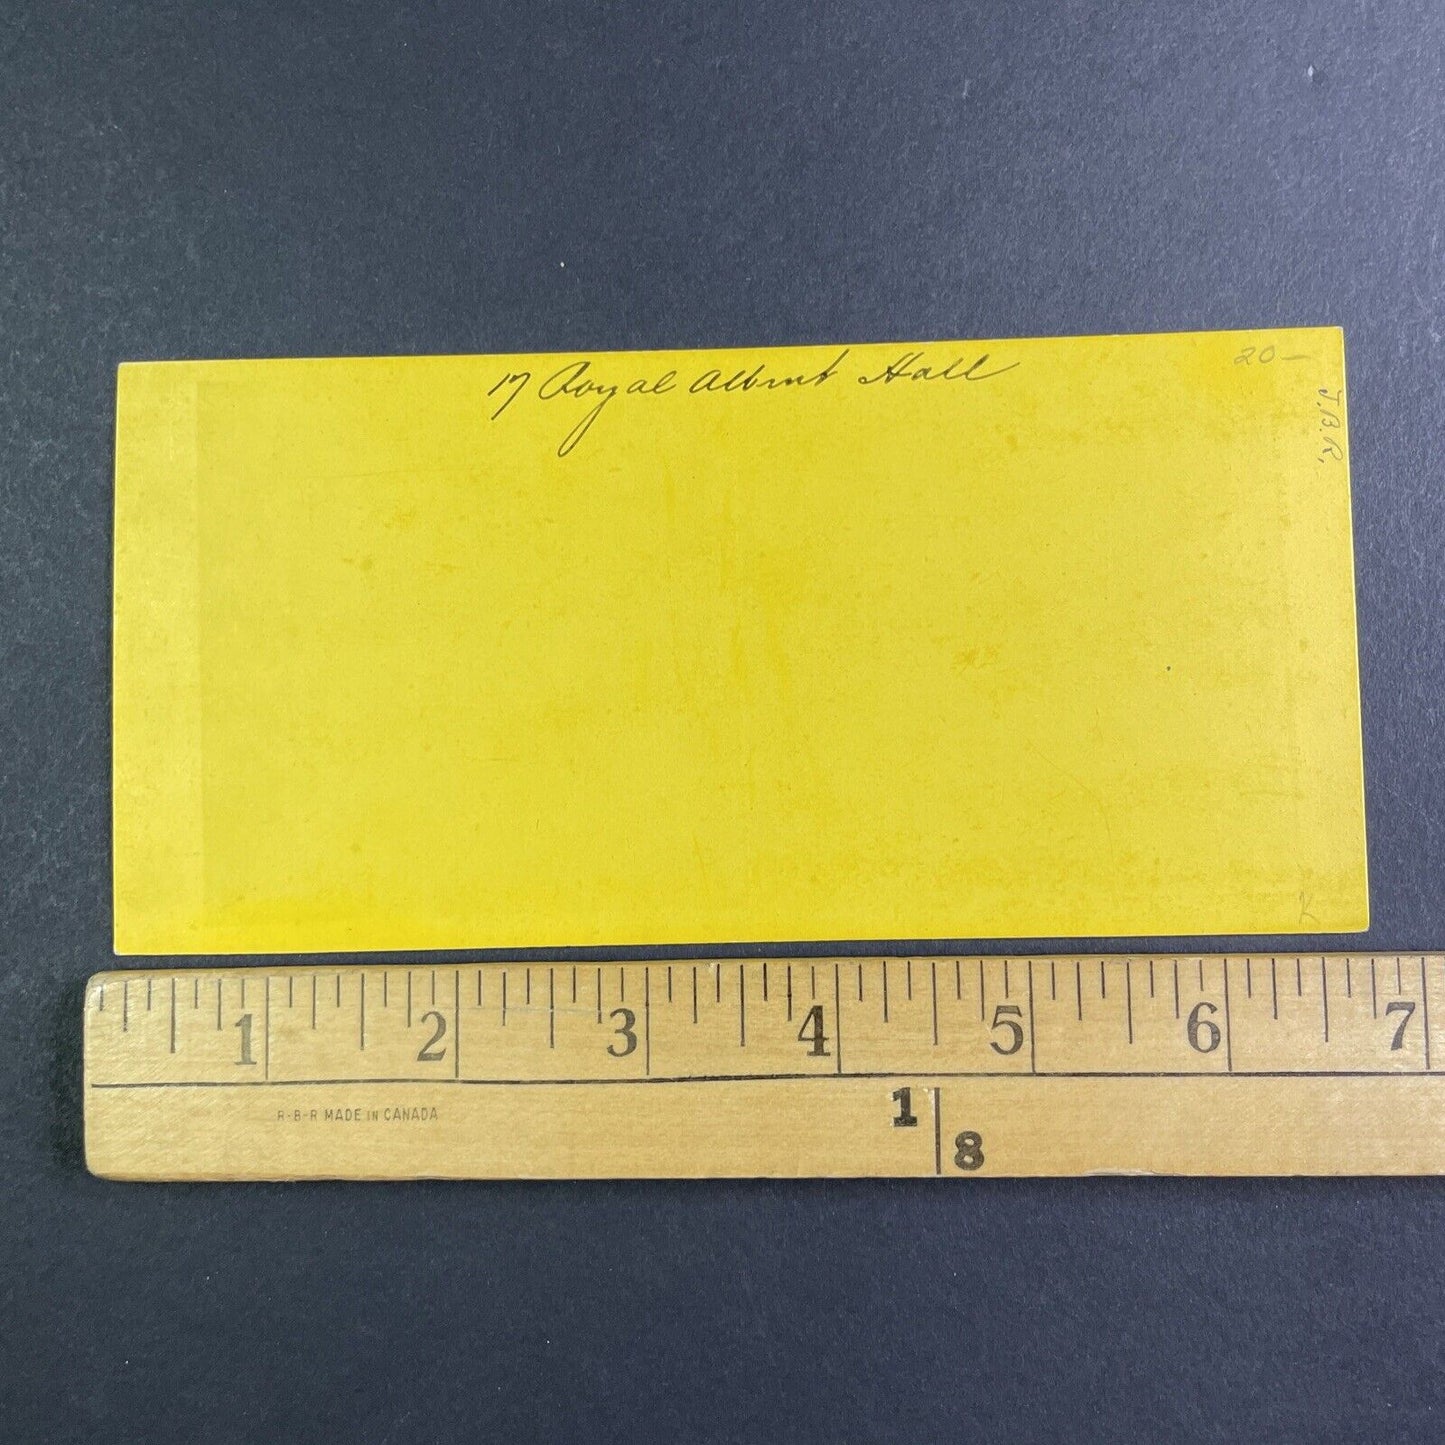 17 Royal Albert Hall
20-
J.B.R.
1 2 3 4 5 6 7
R-B-R MADE IN CANADA
1
8